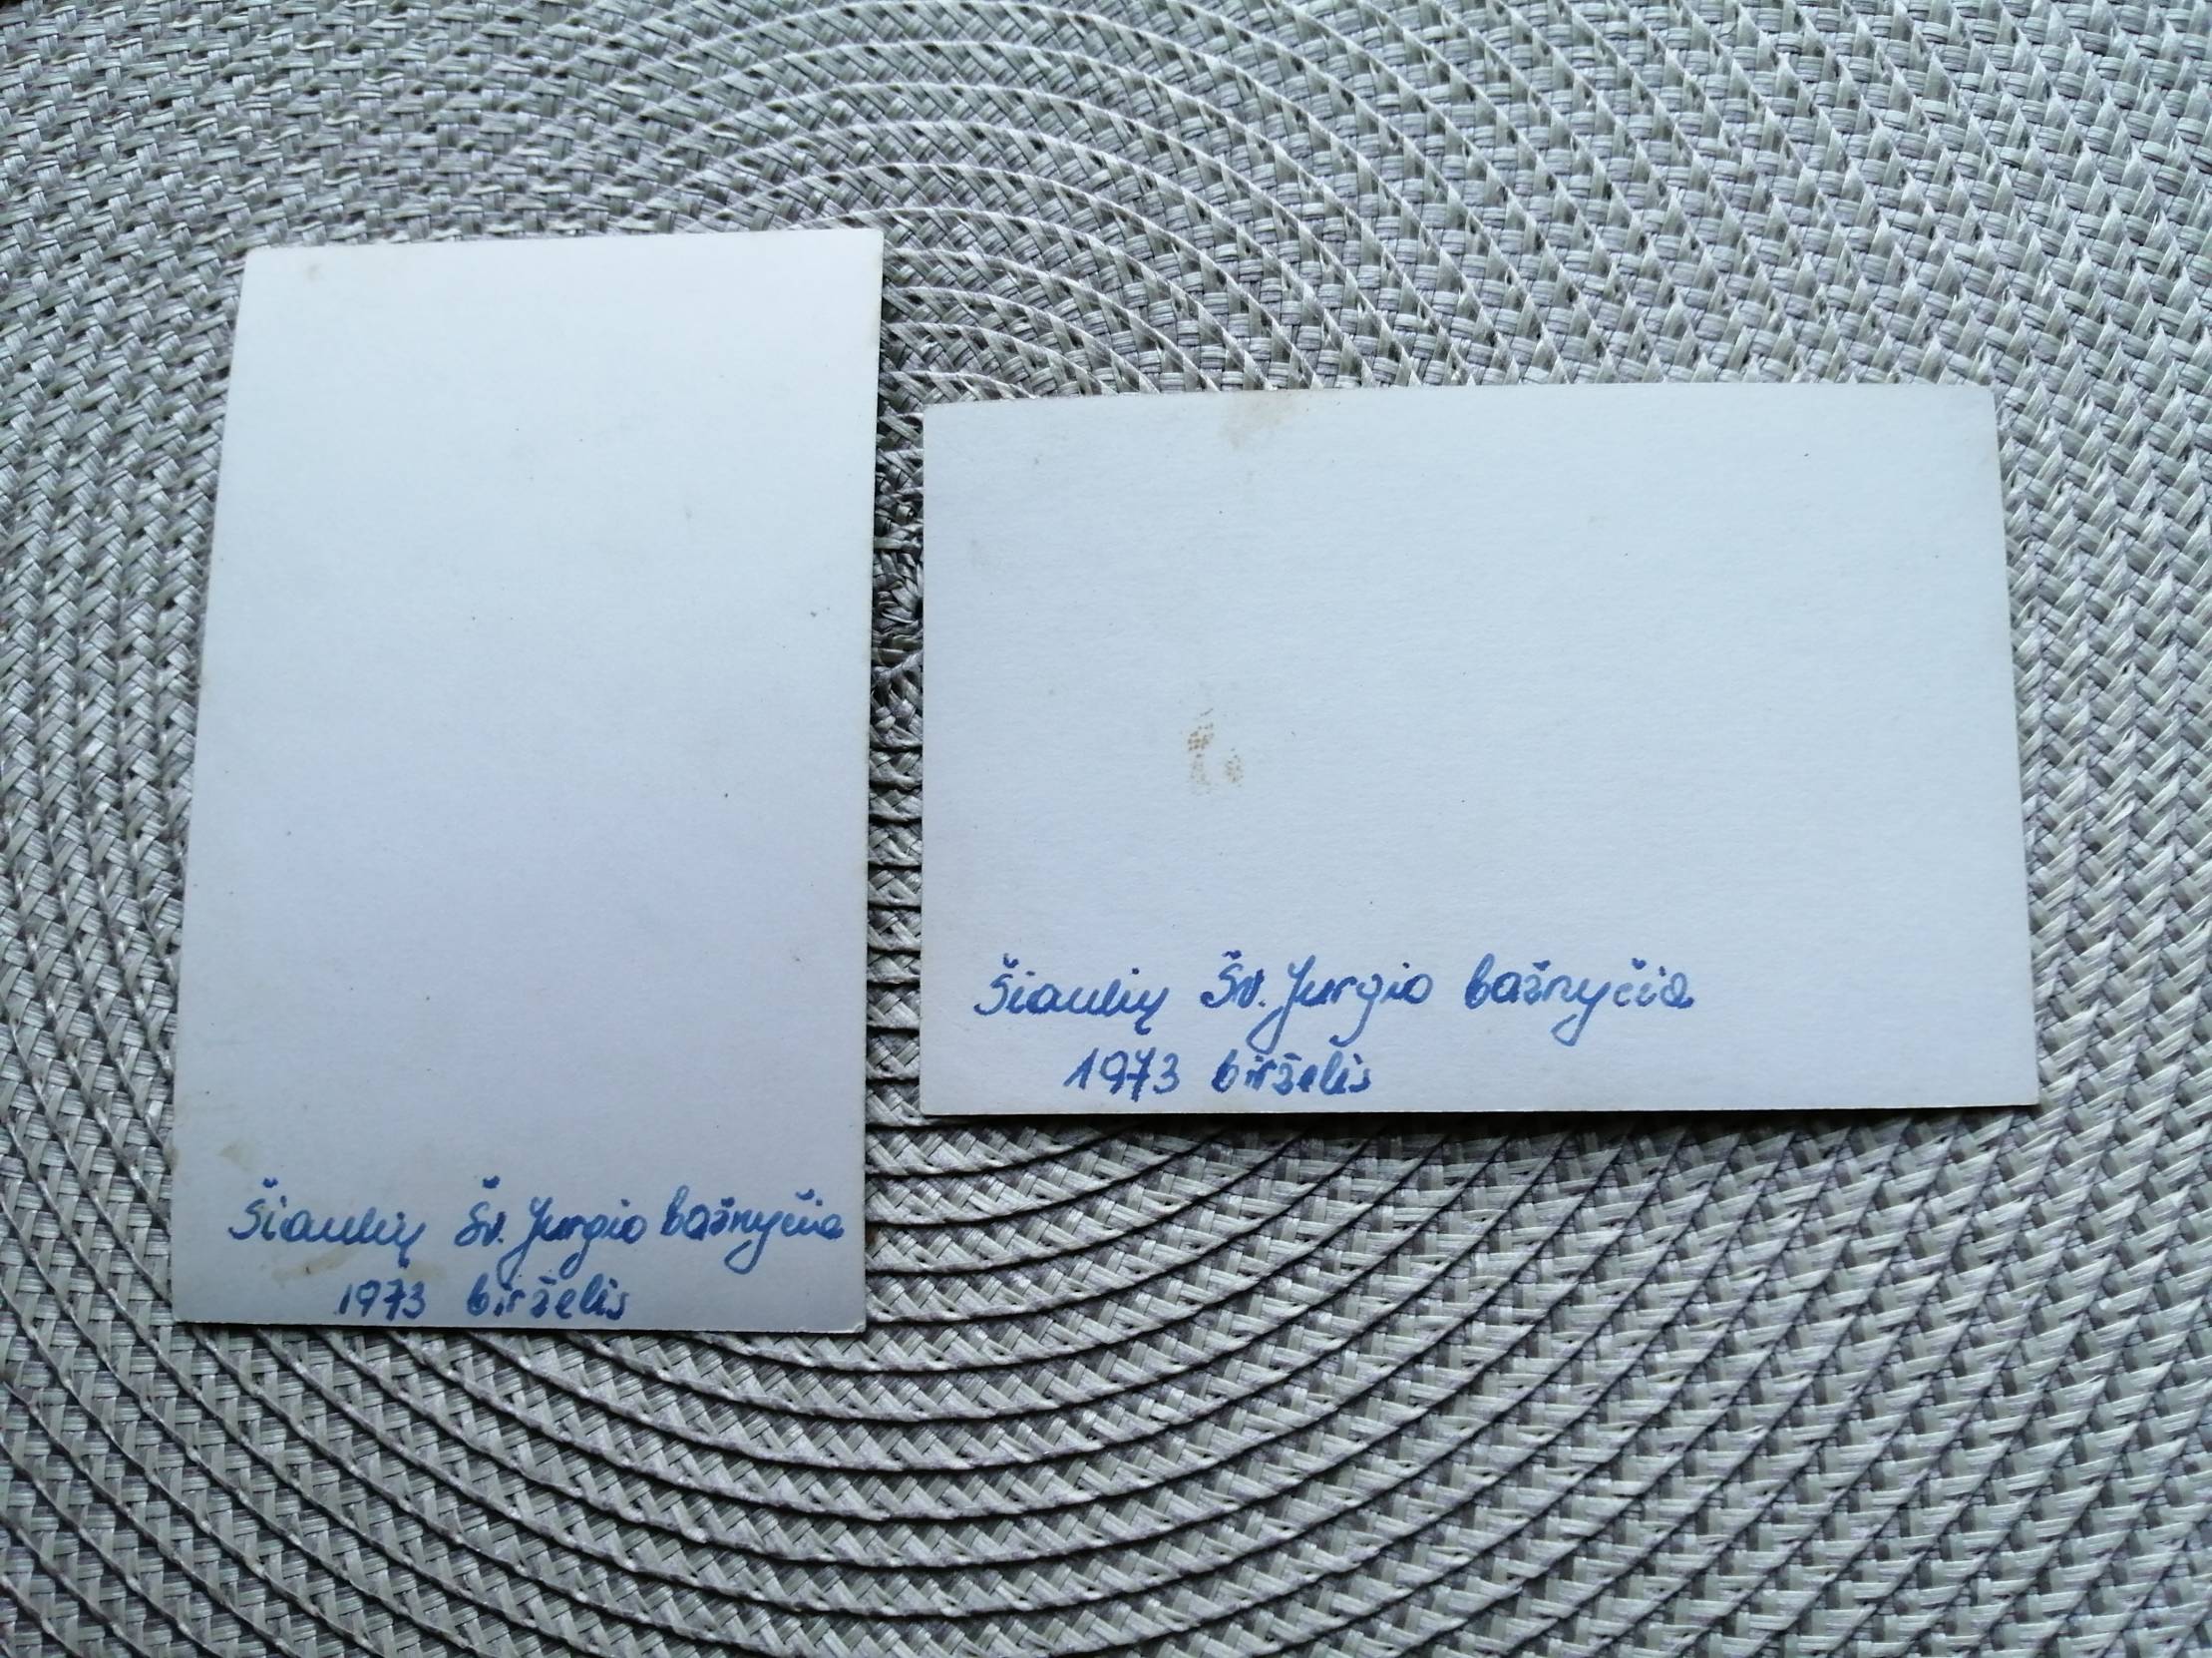 Šiaulių Šv. Jurgio bažnyčia
1973 birželis
Šiaulių Šv. Jurgio bažnyčia
1973 birželis